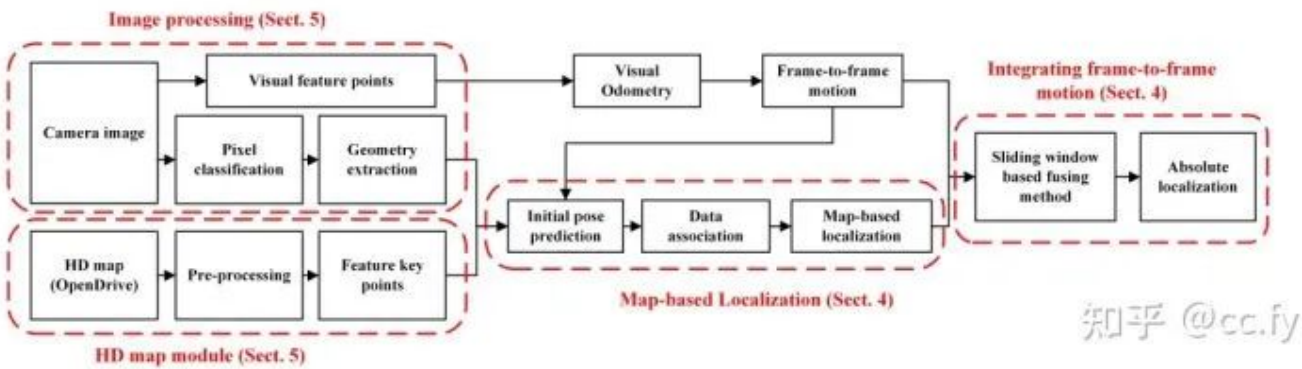 Image processing (Sect. 5)
Visual feature points
Visual
Odometry
Frame-to-frame
motion
Integrating frame-to-frame
motion (Sect. 4)
Camera image
Pixel
classification
Geometry
extraction
Sliding window
based fusing
method
Absolute
localization
Initial pose
prediction
Data
association
Map-based
localization
HD map
(OpenDrive)
Pre-processing
Feature key
points
Map-based Localization (Sect. 4)
HD map module (Sect. 5)
知乎 @cc.fy